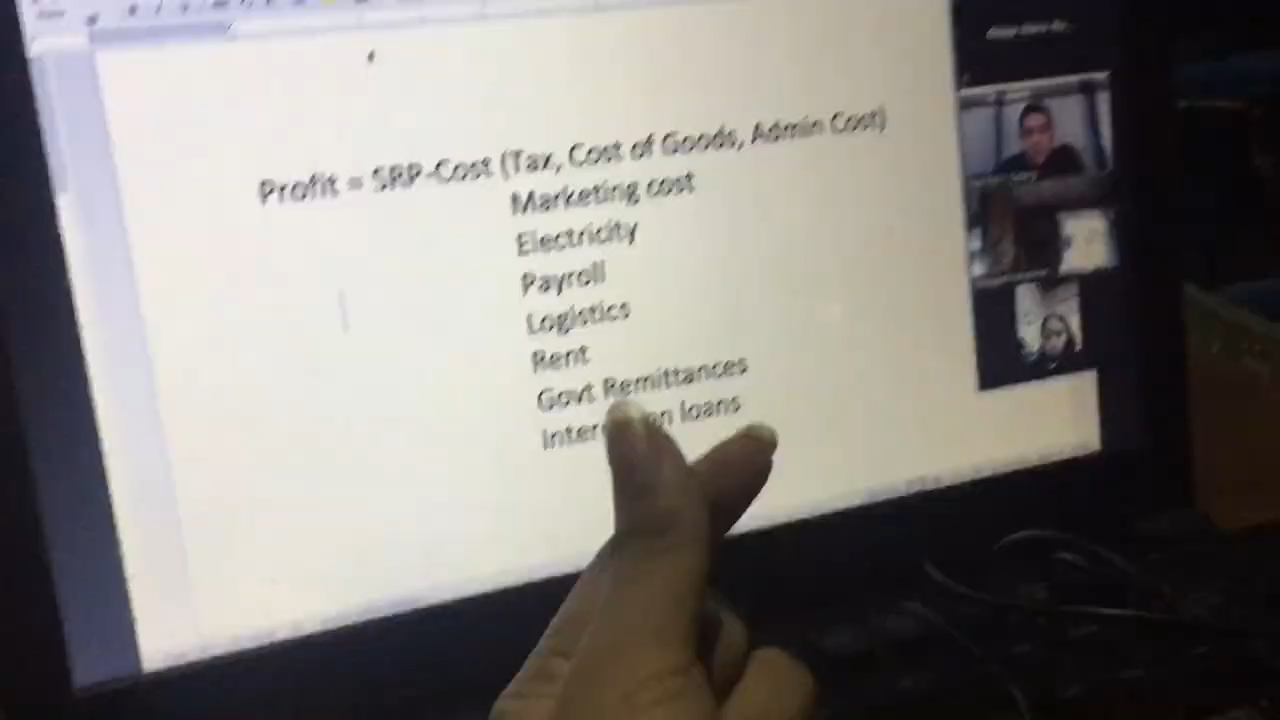 Profit = SRP-Cost (Tax, Cost of Goods, Admin Cost)
Marketing cost
Electricity
Payroll
Logistics
Rent
Govt Remittances
loans